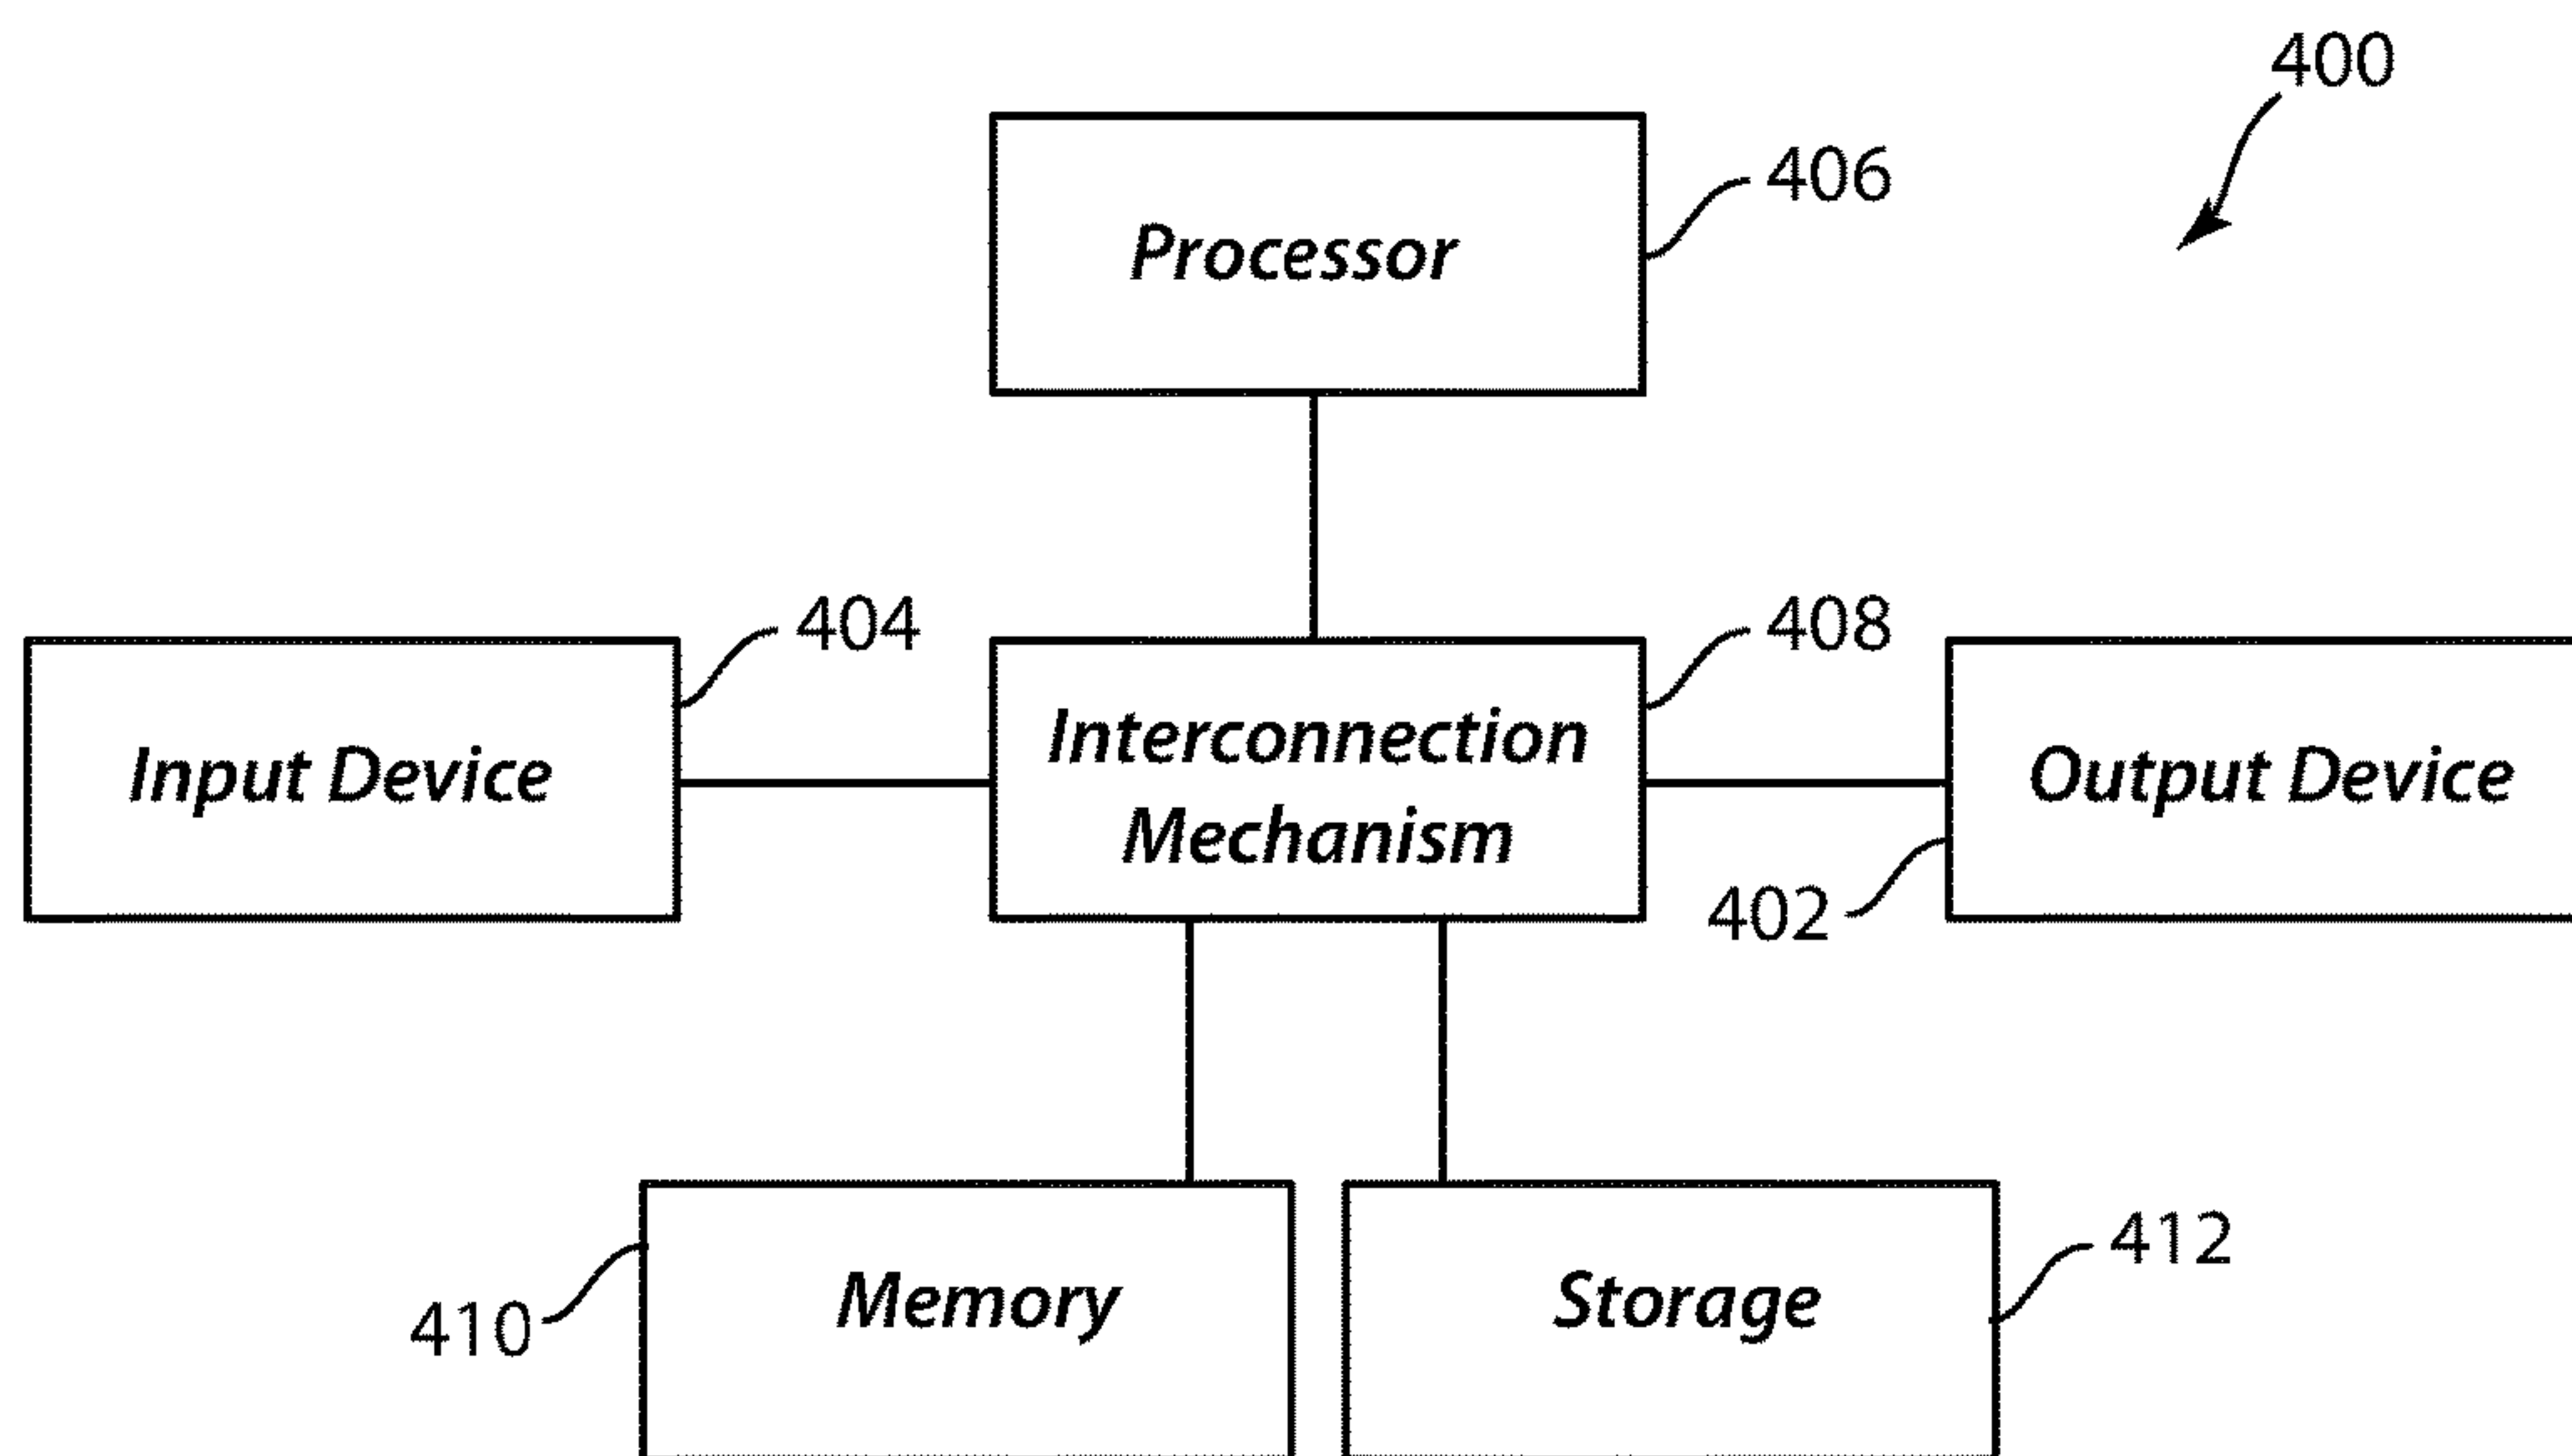 400
Processor
406
Input Device
404
Interconnection
Mechanism
408
Output Device
402
Memory
410
Storage
412